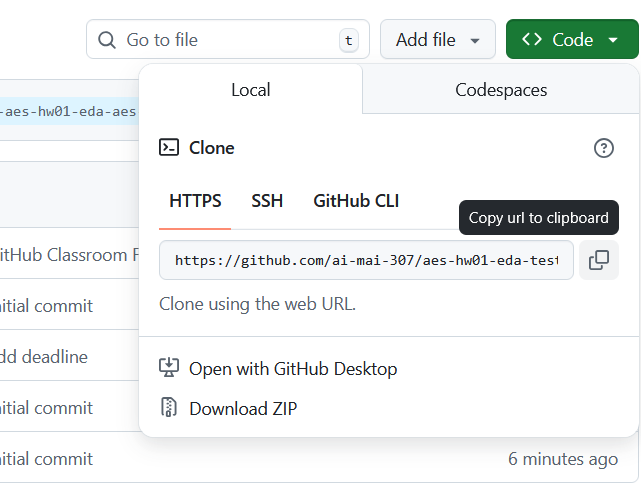 Go to file
t
Add file
Code
Local
Codespaces
-aes-hw01-eda-aes
Clone
HTTPS
SSH
GitHub CLI
Copy url to clipboard
https://github.com/ai-mai-307/aes-hw01-eda-test
itHub Classroom F
Clone using the web URL.
nitial commit
dd deadline
Open with GitHub Desktop
nitial commit
Download ZIP
nitial commit
6 minutes ago